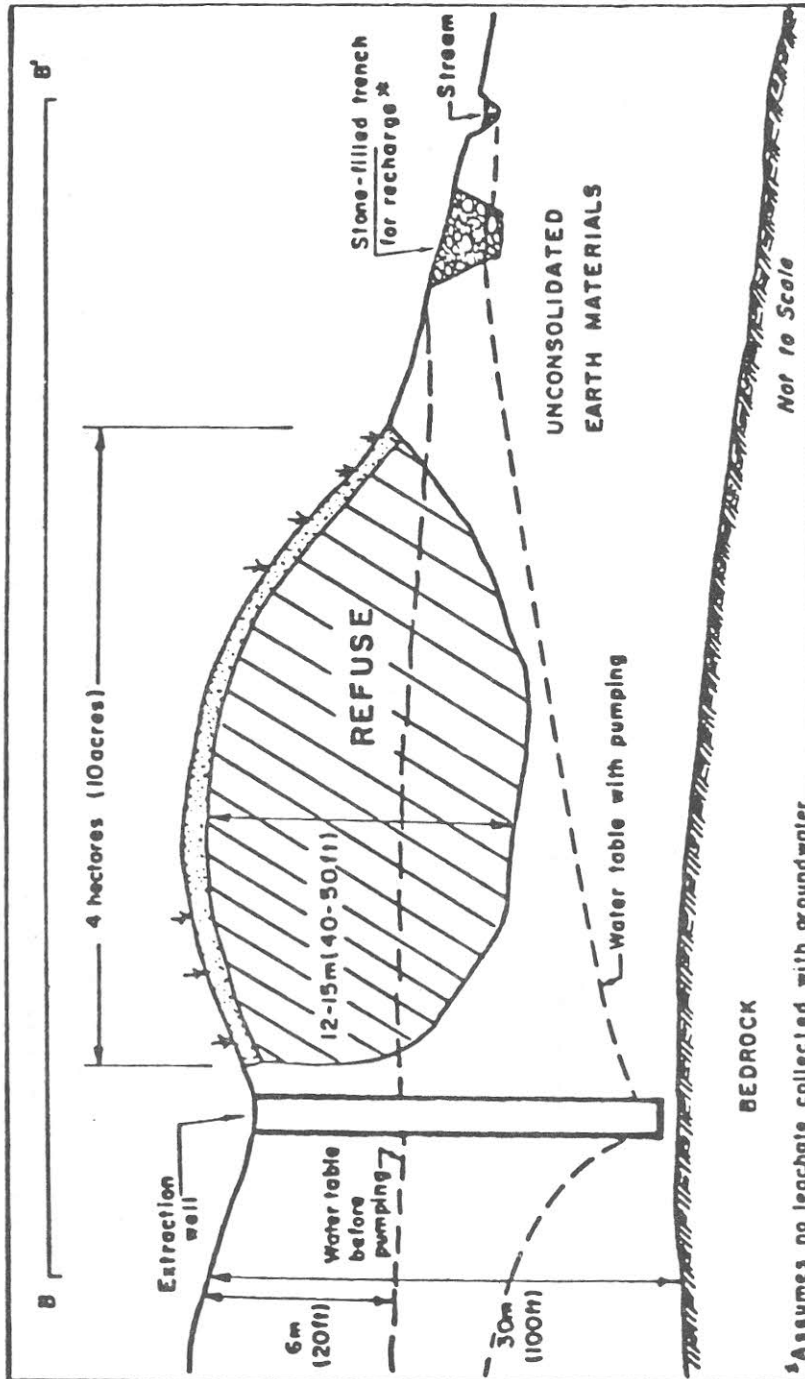 B
B'
4 hectares (10 acres)
Extraction
well
Stone-filled trench
for recharge*
Stream
REFUSE
12-15m(40-50ft)
Water table
before
pumping
6m
(20ft)
30m
(100ft)
UNCONSOLIDATED
EARTH MATERIALS
Water table with pumping
BEDROCK
Not to Scale
*Assumes no leachate collected with groundwater